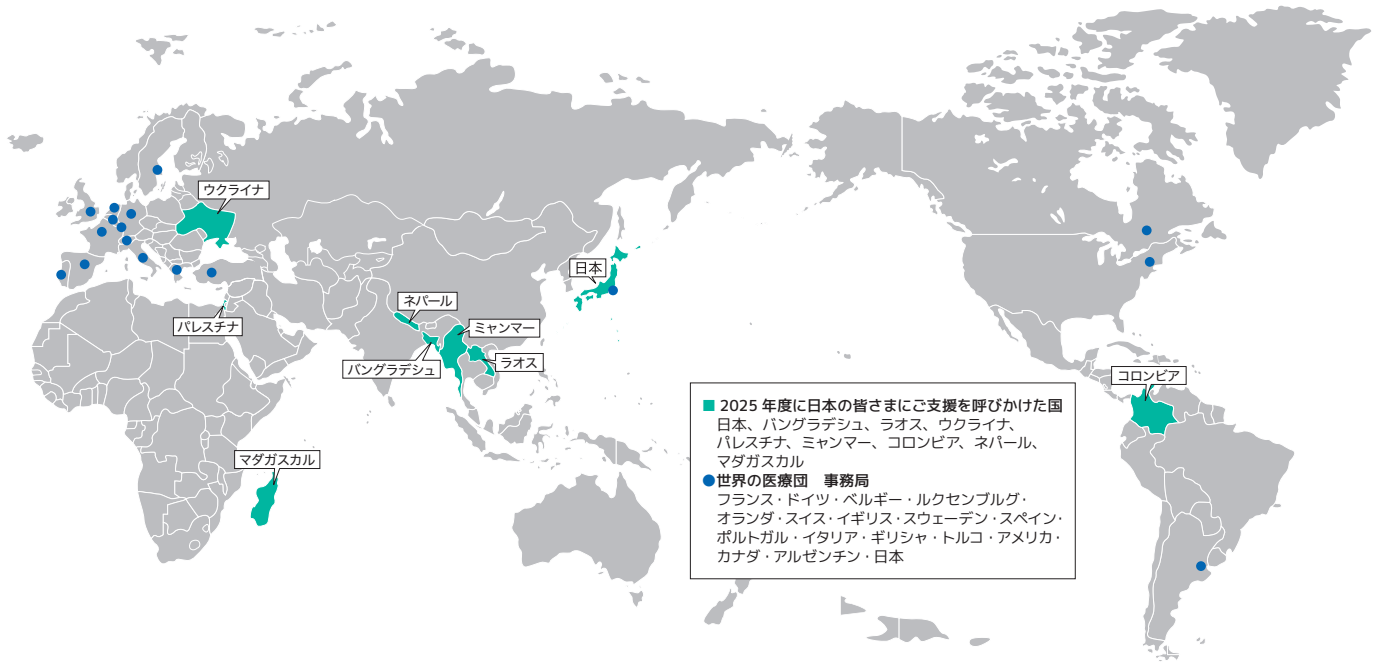 ウクライナ
日本
ネパール
パレスチナ
ミャンマー
バングラデシュ
ラオス
コロンビア
マダガスカル
■ 2025 年度に日本の皆さまにご支援を呼びかけた国
日本、バングラデシュ、ラオス、ウクライナ、
パレスチナ、ミャンマー、コロンビア、ネパール、
マダガスカル
●世界の医療団　事務局
フランス・ドイツ・ベルギー・ルクセンブルグ・
オランダ・スイス・イギリス・スウェーデン・スペイン・
ポルトガル・イタリア・ギリシャ・トルコ・アメリカ・
カナダ・アルゼンチン・日本